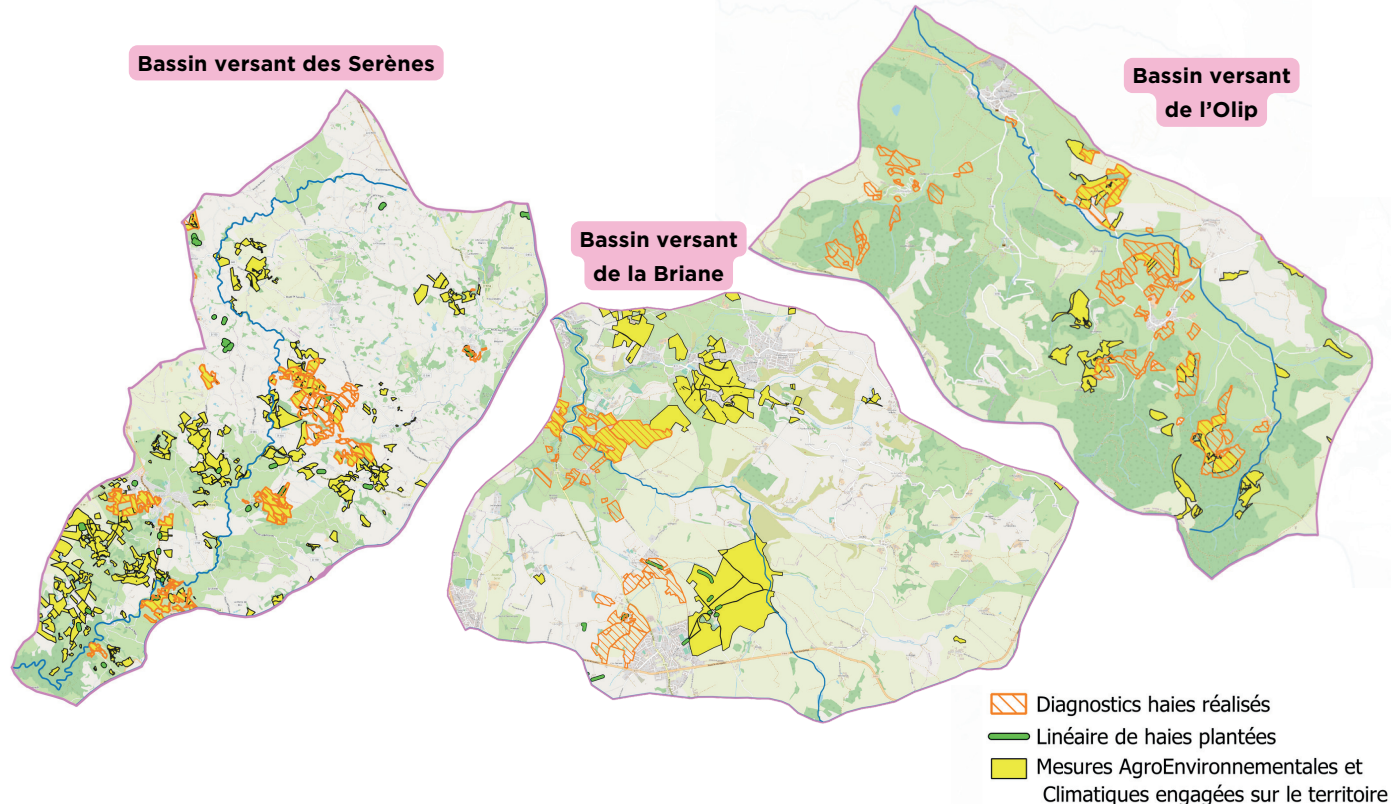 Bassin versant des Serènes
Bassin versant
de l'Olip
Bassin versant
de la Briane
Diagnostics haies réalisés
Linéaire de haies plantées
Mesures AgroEnvironnementales et
Climatiques engagées sur le territoire